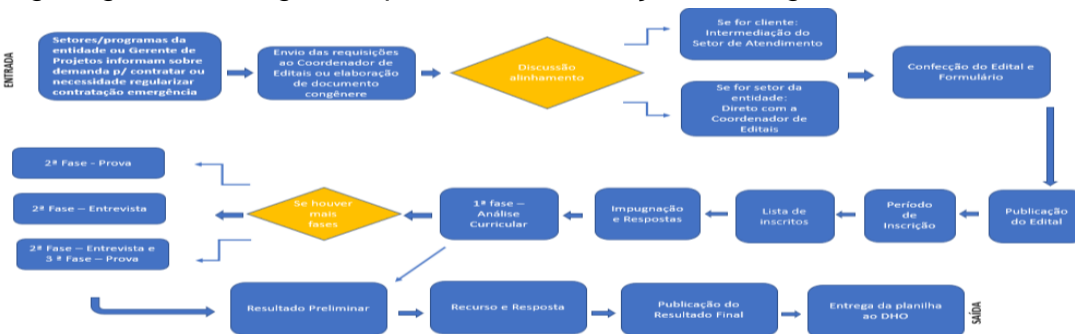 ENTRADA
Setores/programas da
entidade ou Gerente de
Projetos informam sobre
demanda p/ contratar ou
necessidade regularizar
contratação emergência
Envio das requisições
ao Coordenador de
Editais ou elaboração
de documento
congênere
Discussão
alinhamento
Se for cliente:
Intermediação do
Setor de Atendimento
Se for setor da
entidade:
Direto com a
Coordenador de
Editais
Confecção do Edital e
Formulário
Publicação
do Edital
Período
de
Inscrição
Lista de
inscritos
Impugnação
e Respostas
1ª fase –
Análise
Curricular
Se houver
mais
fases
2ª Fase - Prova
2ª Fase – Entrevista
2ª Fase – Entrevista e
3 ª Fase – Prova
Resultado Preliminar
Recurso e Resposta
Publicação do
Resultado Final
Entrega da planilha
ao DHO
SAÍDA